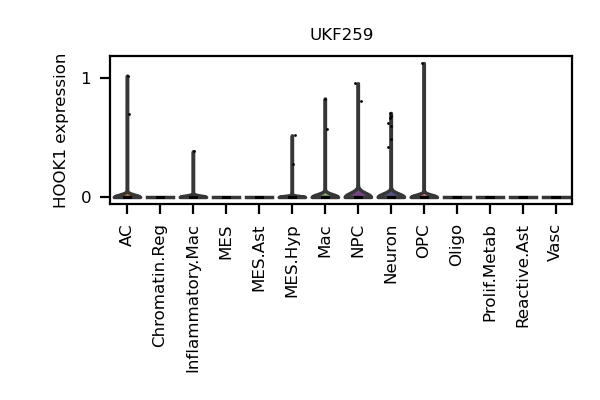 UKF259
HOOK1 expression
1
0
AC
Chromatin.Reg
Inflammatory.Mac
MES
MES.Ast
MES.Hyp
Mac
NPC
Neuron
OPC
Oligo
Prolif.Metab
Reactive.Ast
Vasc